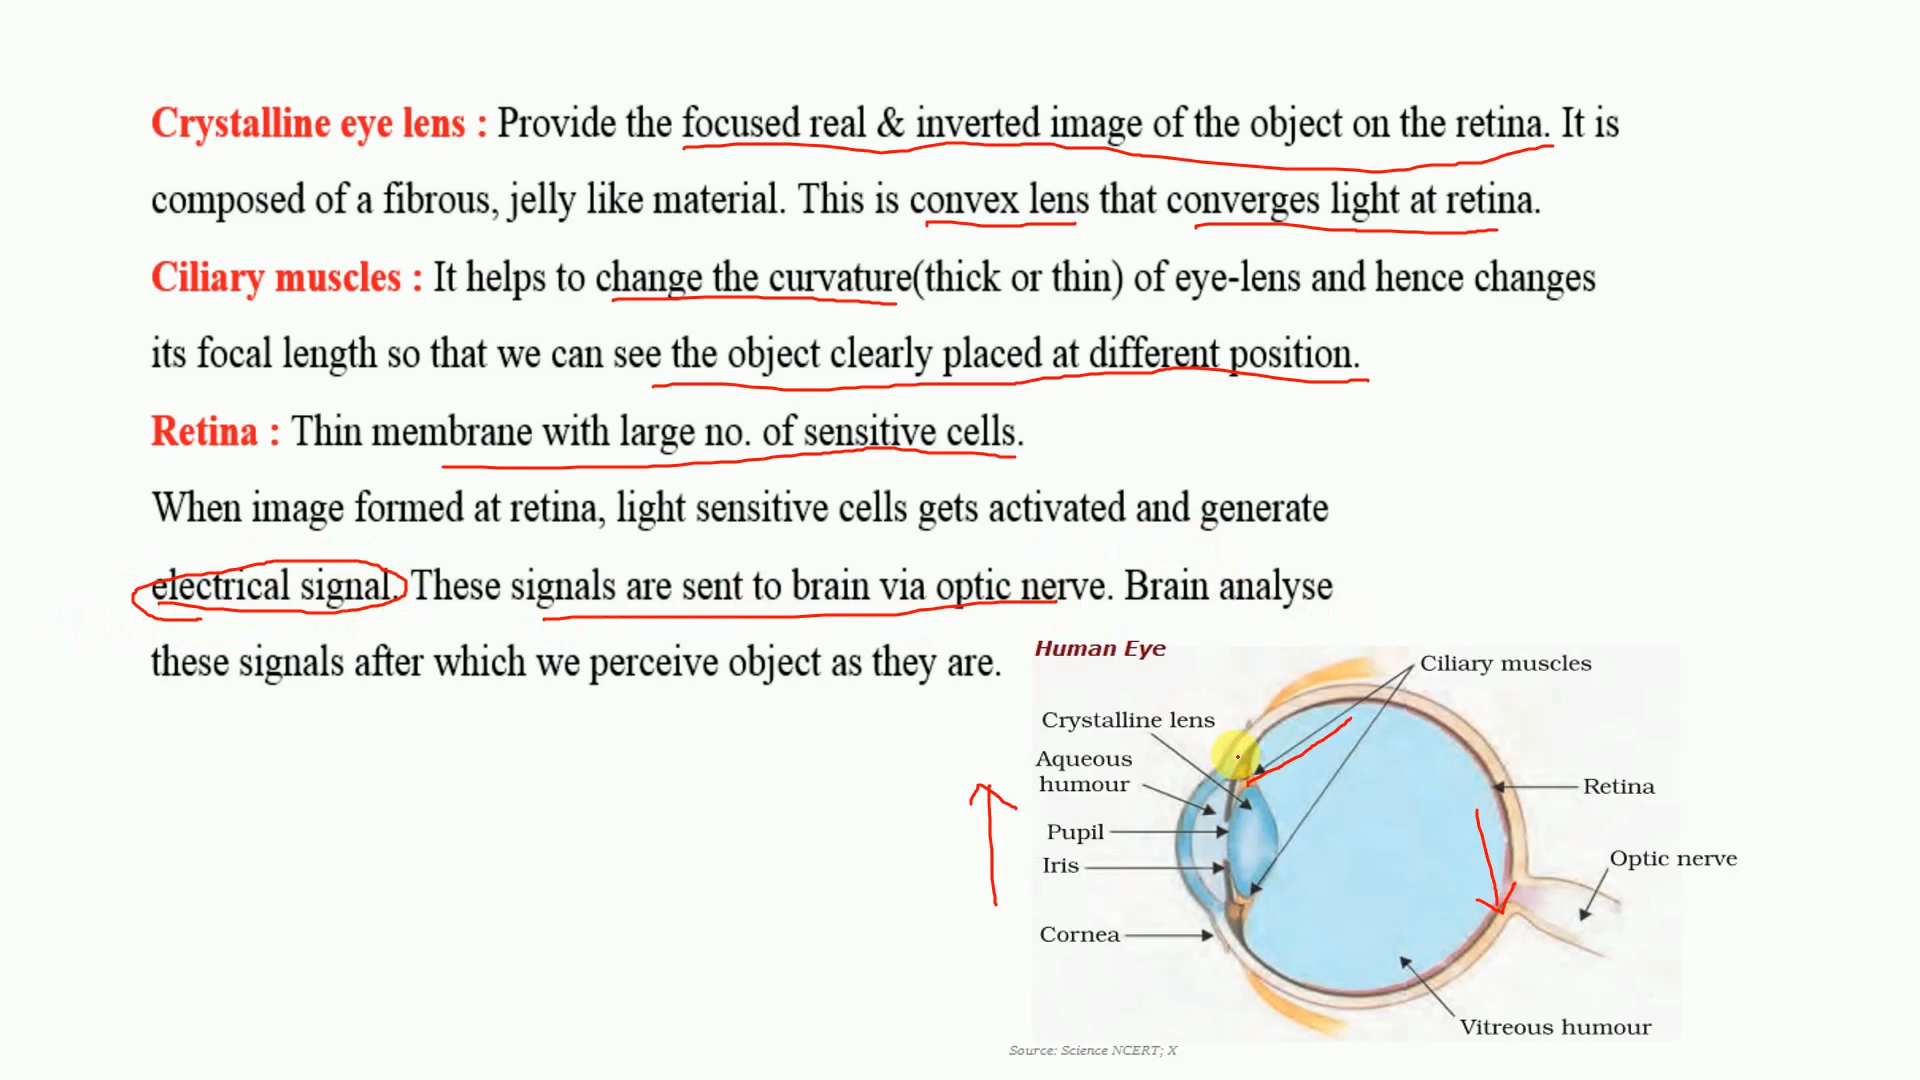 Crystalline eye lens : Provide the focused real & inverted image of the object on the retina. It is
composed of a fibrous, jelly like material. This is convex lens that converges light at retina.
Ciliary muscles : It helps to change the curvature(thick or thin) of eye-lens and hence changes
its focal length so that we can see the object clearly placed at different position.
Retina : Thin membrane with large no. of sensitive cells.
When image formed at retina, light sensitive cells gets activated and generate
electrical signal. These signals are sent to brain via optic nerve. Brain analyse
these signals after which we perceive object as they are.
Human Eye
Ciliary muscles
Crystalline lens
Aqueous
humour
Retina
Pupil
Optic nerve
Iris
Cornea
Vitreous humour
Source: Science NCERT; X